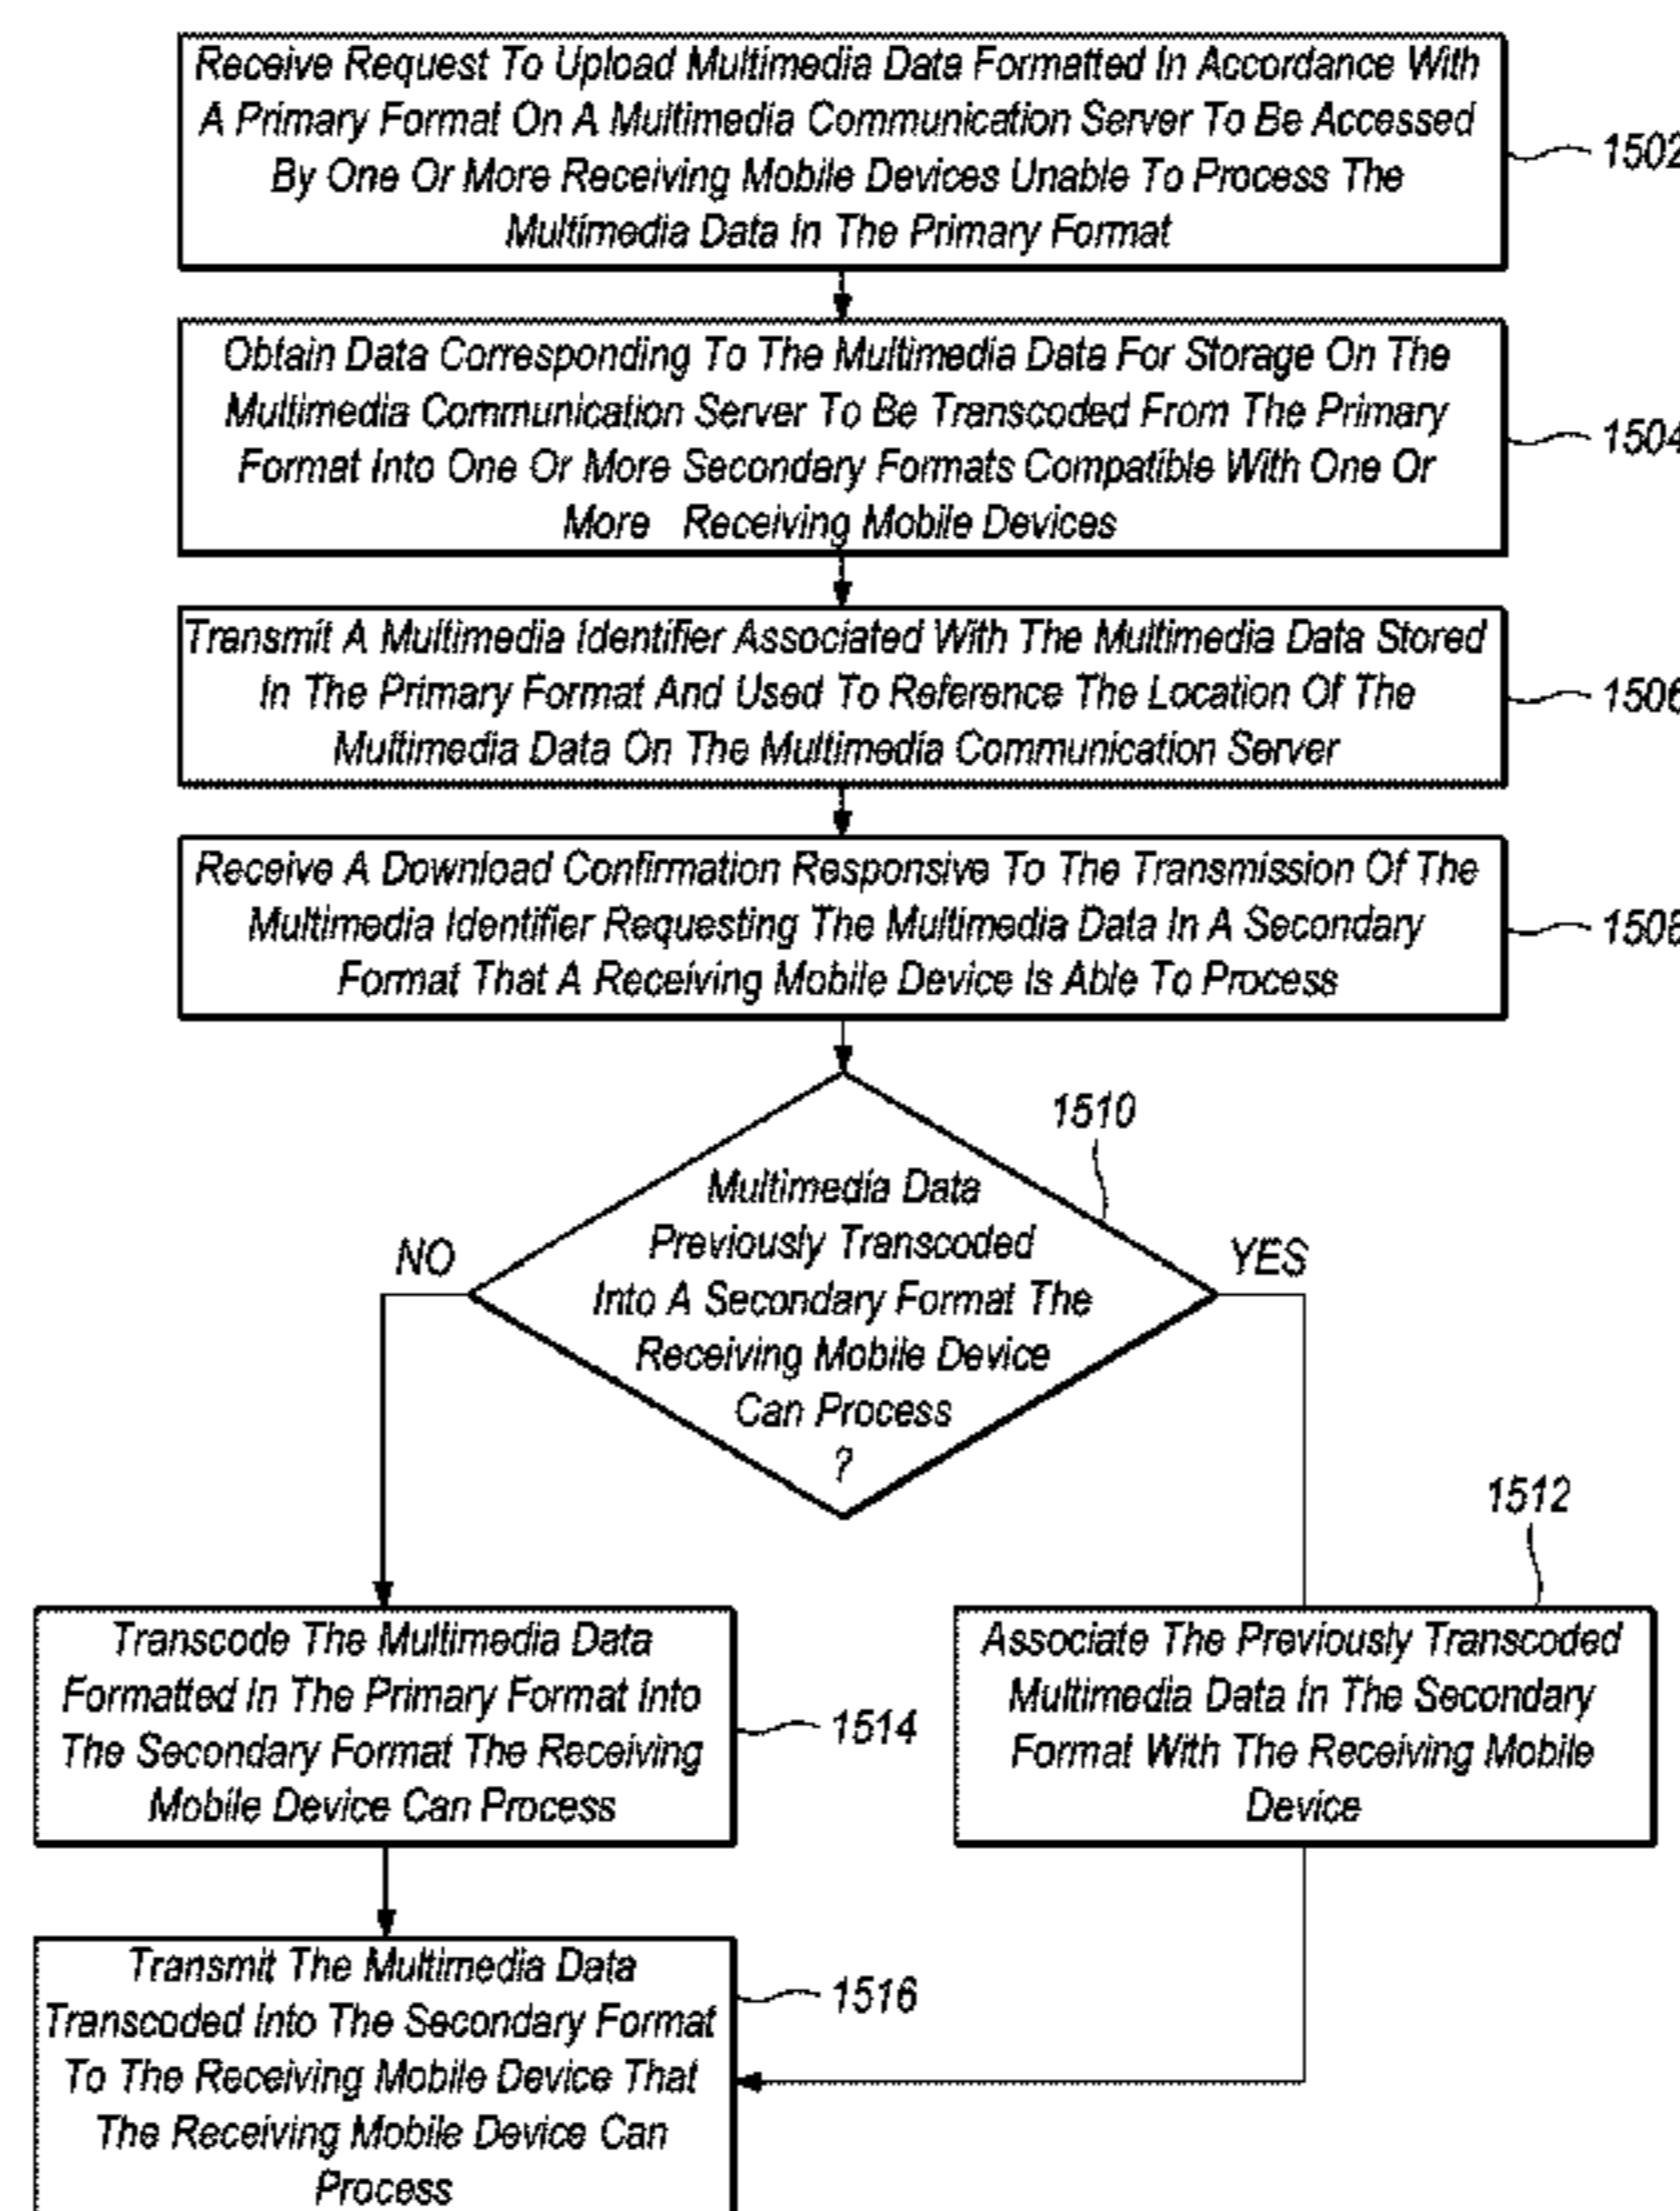 Receive Request To Upload Multimedia Data Formatted In Accordance With
A Primary Format On A Multimedia Communication Server To Be Accessed
By One Or More Receiving Mobile Devices Unable To Process The
Multimedia Data In The Primary Format
1502
Obtain Data Corresponding To The Multimedia Data For Storage On The
Multimedia Communication Server To Be Transcoded From The Primary
Format Into One Or More Secondary Formats Compatible With One Or
More Receiving Mobile Devices
1504
Transmit A Multimedia Identifier Associated With The Multimedia Data Stored
In The Primary Format And Used To Reference The Location Of The
Multimedia Data On The Multimedia Communication Server
1506
Receive A Download Confirmation Responsive To The Transmission Of The
Multimedia Identifier Requesting The Multimedia Data In A Secondary
Format That A Receiving Mobile Device Is Able To Process
1508
1510
Multimedia Data
Previously Transcoded
Into A Secondary Format The
Receiving Mobile Device
Can Process
?
NO
YES
1512
Transcode The Multimedia Data
Formatted In The Primary Format Into
The Secondary Format The Receiving
Mobile Device Can Process
1514
Associate The Previously Transcoded
Multimedia Data In The Secondary
Format With The Receiving Mobile
Device
Transmit The Multimedia Data
Transcoded Into The Secondary Format
To The Receiving Mobile Device That
The Receiving Mobile Device Can
Process
1516